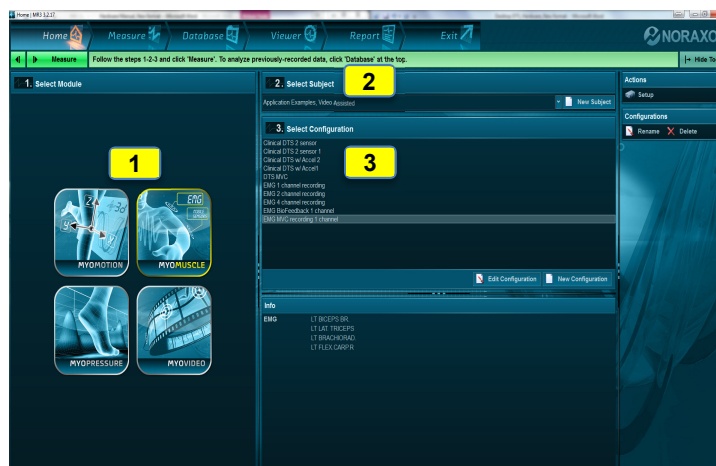 Home | MR3 3.2.17
Home Measure Database Viewer Report Exit NORAXO
Measure Follow the steps 1-2-3 and click 'Measure'. To analyze previously-recorded data, click 'Database' at the top. Hide To
1. Select Module
2. Select Subject
2
Application Examples, Video Assisted
New Subject
3. Select Configuration
Clinical DTS 2 sensor
Clinical DTS 2 sensor 1
Clinical DTS w/ Accel 2
Clinical DTS w/ Accel1
DTS MVC
EMG 1 channel recording
EMG 2 channel recording
EMG 4 channel recording
EMG BioFeedback 1 channel
EMG MVC recording 1 channel
3
1
EMG
MYOMOTION
MYOMUSCLE
MYOPRESSURE
MYOVIDEO
Edit Configuration New Configuration
Info
EMG LT BICEPS BR.
LT LAT. TRICEPS
LT BRACHIORAD.
LT FLEX.CARP.R
Actions
Setup
Configurations
Rename Delete